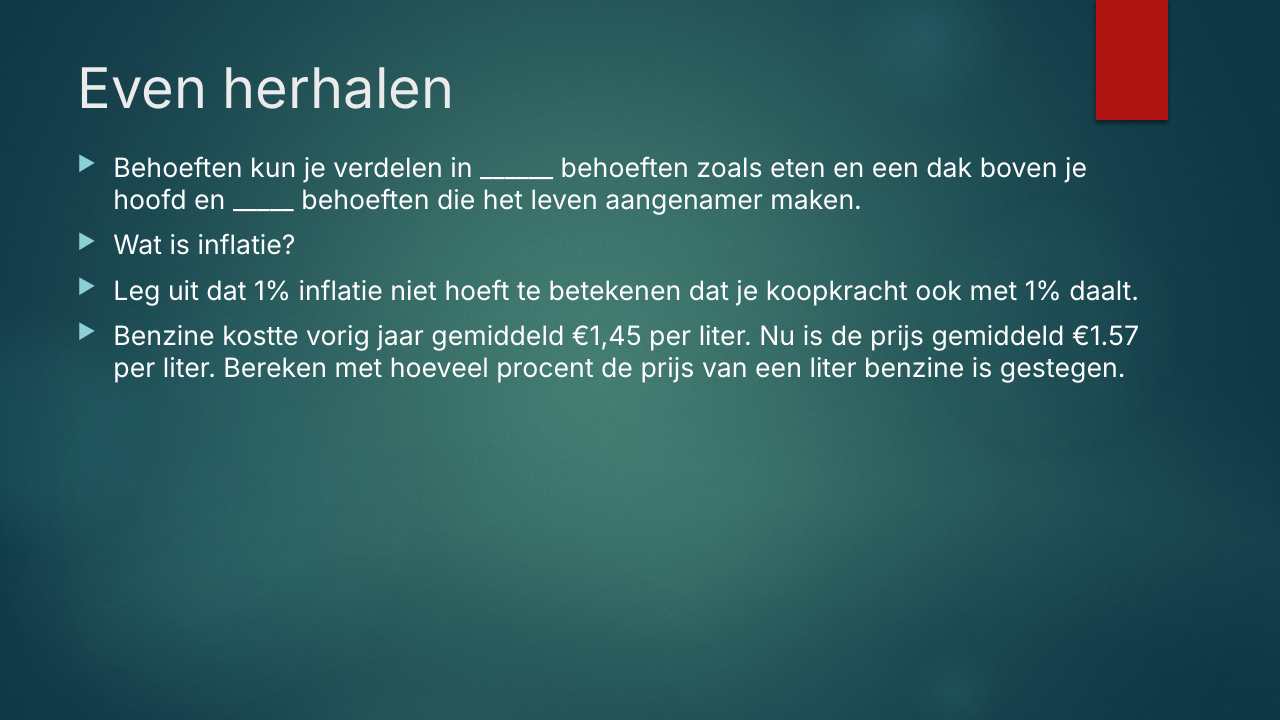 Even herhalen
Behoeften kun je verdelen in ______ behoeften zoals eten en een dak boven je
hoofd en _____ behoeften die het leven aangenamer maken.
Wat is inflatie?
Leg uit dat 1% inflatie niet hoeft te betekenen dat je koopkracht ook met 1% daalt.
Benzine kostte vorig jaar gemiddeld €1,45 per liter. Nu is de prijs gemiddeld €1.57
per liter. Bereken met hoeveel procent de prijs van een liter benzine is gestegen.